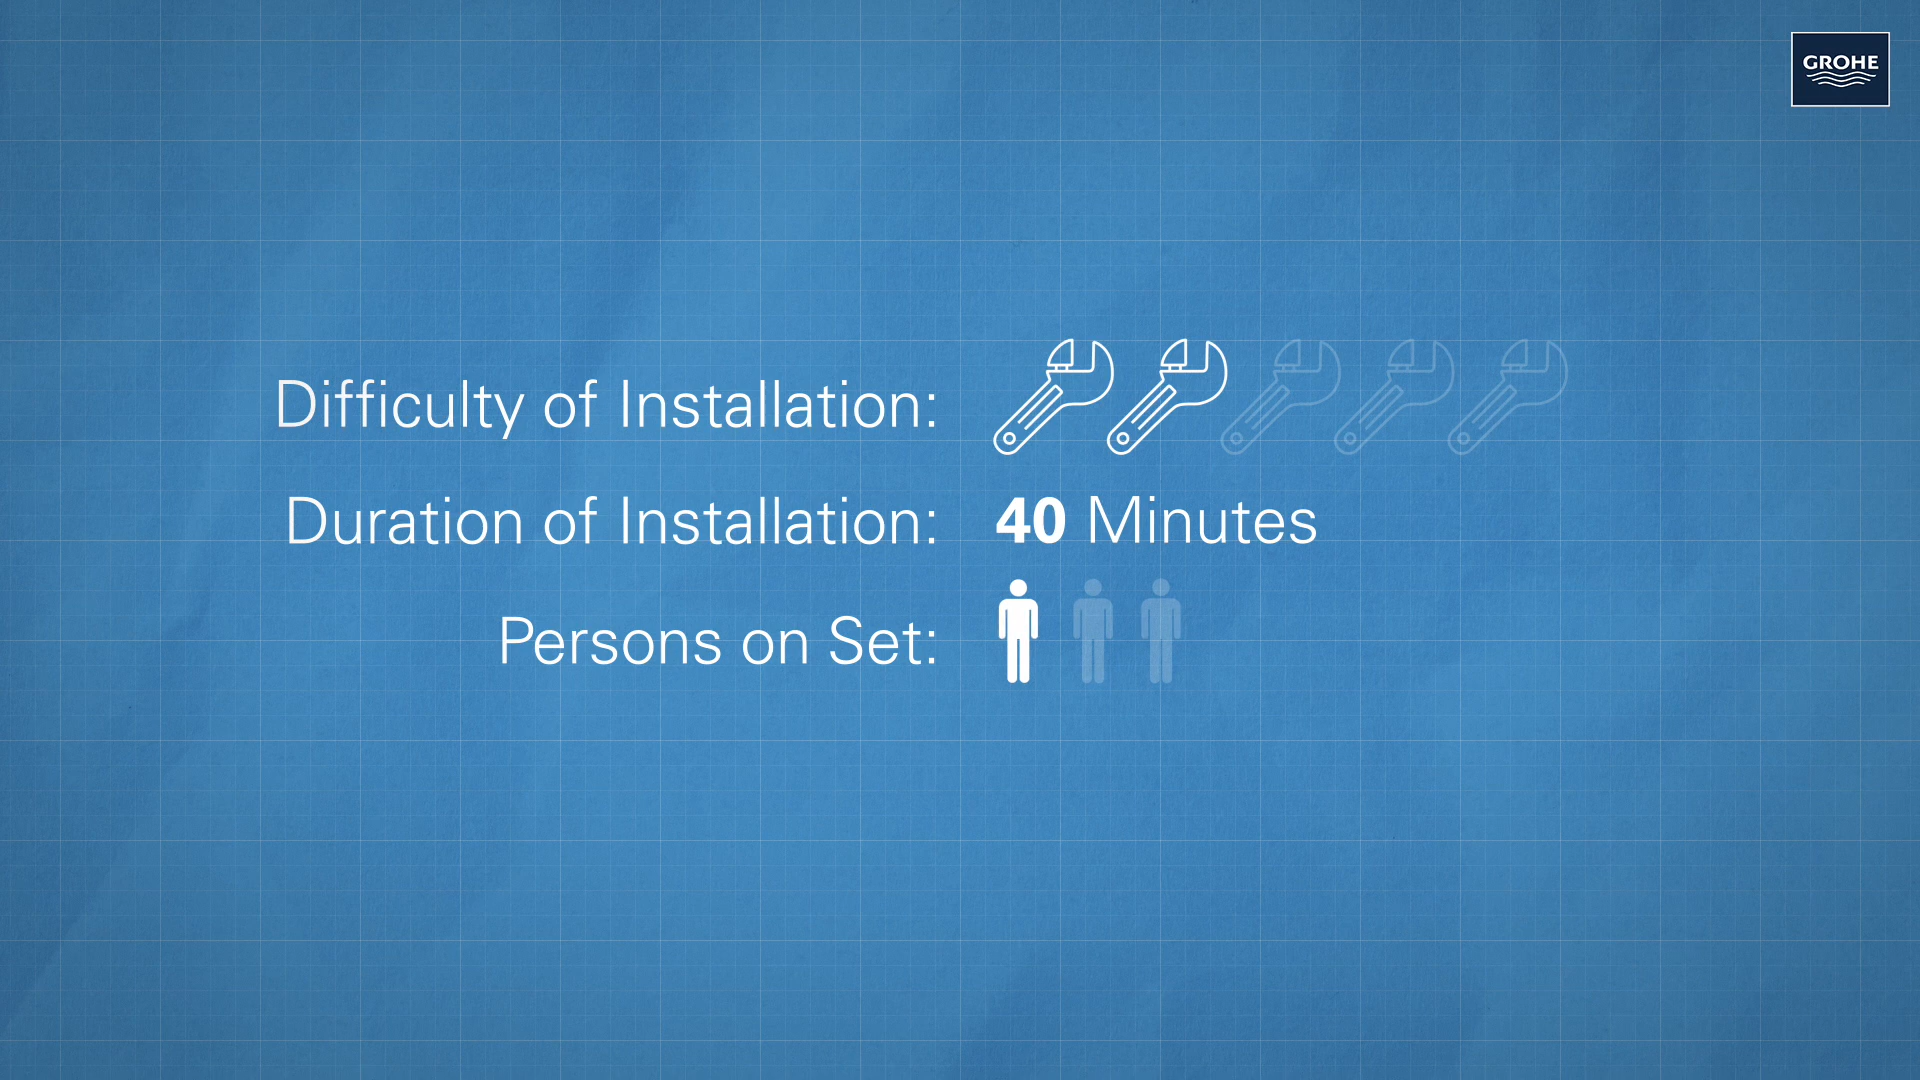 GROHE
Difficulty of Installation:
Duration of Installation: 40 Minutes
Persons on Set: